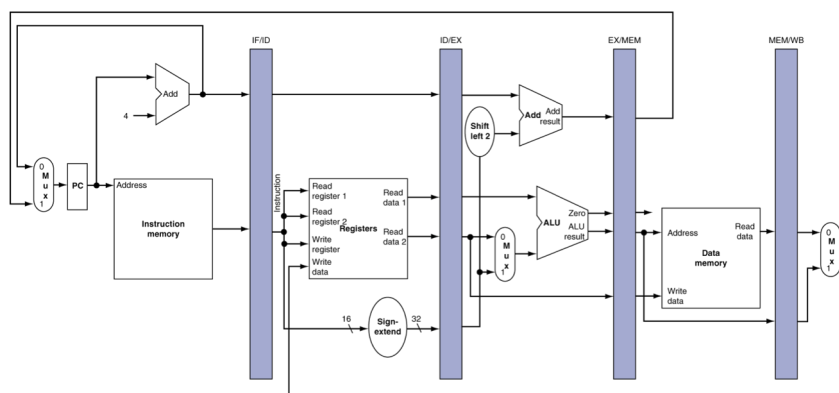 IF/ID
ID/EX
EX/MEM
MEM/WB
Add
4
Shift
left 2
Add
Add
result
0
M
u
x
1
PC
Address
Instruction
memory
Instruction
Read
register 1
Read
register 2
Write
register
Write
data
Registers
Read
data 1
Read
data 2
0
M
u
x
1
ALU
Zero
ALU
result
Address
Read
data
Data
memory
Write
data
0
M
u
x
1
16
Sign-
extend
32